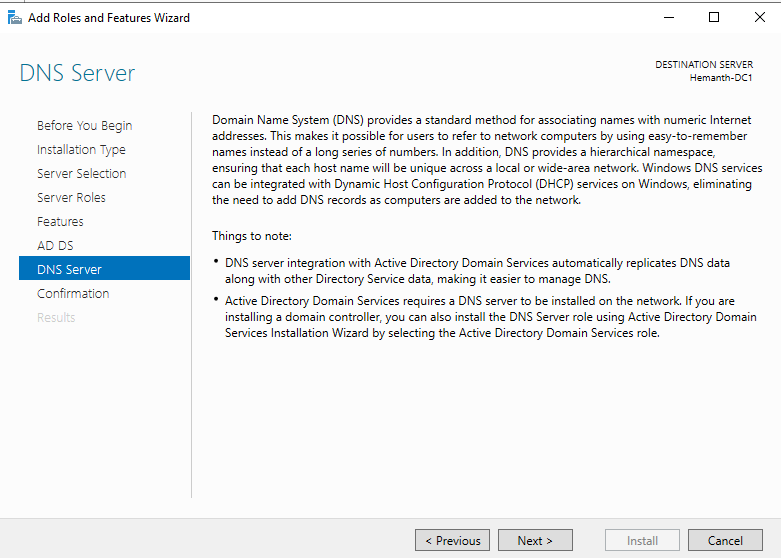 Add Roles and Features Wizard
DNS Server
DESTINATION SERVER
Hemanth-DC1
Before You Begin
Installation Type
Server Selection
Server Roles
Features
AD DS
DNS Server
Confirmation
Results
Domain Name System (DNS) provides a standard method for associating names with numeric Internet
addresses. This makes it possible for users to refer to network computers by using easy-to-remember
names instead of a long series of numbers. In addition, DNS provides a hierarchical namespace,
ensuring that each host name will be unique across a local or wide-area network. Windows DNS services
can be integrated with Dynamic Host Configuration Protocol (DHCP) services on Windows, eliminating
the need to add DNS records as computers are added to the network.
Things to note:
• DNS server integration with Active Directory Domain Services automatically replicates DNS data
along with other Directory Service data, making it easier to manage DNS.
• Active Directory Domain Services requires a DNS server to be installed on the network. If you are
installing a domain controller, you can also install the DNS Server role using Active Directory Domain
Services Installation Wizard by selecting the Active Directory Domain Services role.
< Previous
Next >
Install
Cancel